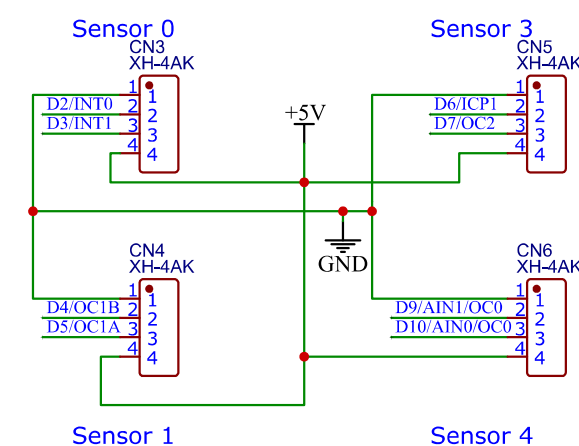 Sensor 0
CN3
XH-4AK
1
1
D2/INT0
2
2
D3/INT1
3
3
4
4
+5V
Sensor 3
CN5
XH-4AK
1
1
D6/ICP1
2
2
D7/OC2
3
3
4
4
GND
CN4
XH-4AK
1
1
D4/OC1B
2
2
D5/OC1A
3
3
4
4
Sensor 1
CN6
XH-4AK
1
1
D9/AIN1/OC0
2
2
D10/AIN0/OC0
3
3
4
4
Sensor 4